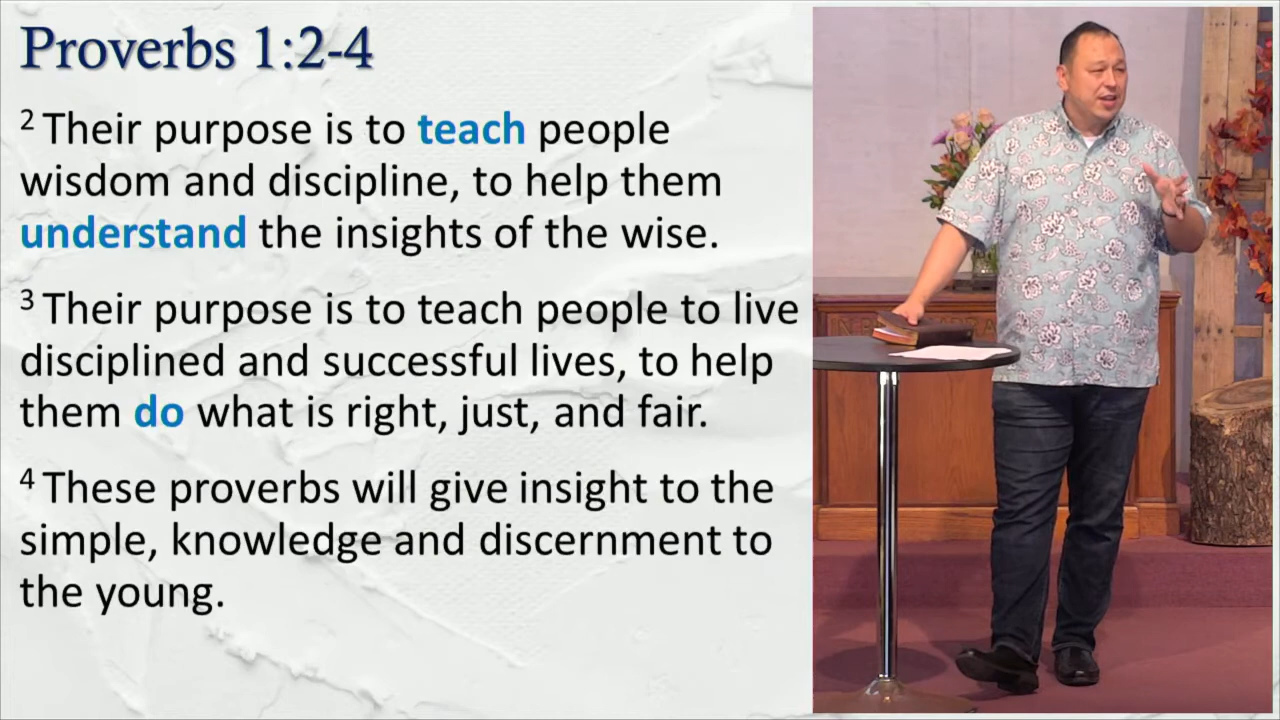 Proverbs 1:2-4
2 Their purpose is to teach people
wisdom and discipline, to help them
understand the insights of the wise.
3 Their purpose is to teach people to live
disciplined and successful lives, to help
them do what is right, just, and fair.
4 These proverbs will give insight to the
simple, knowledge and discernment to
the young.